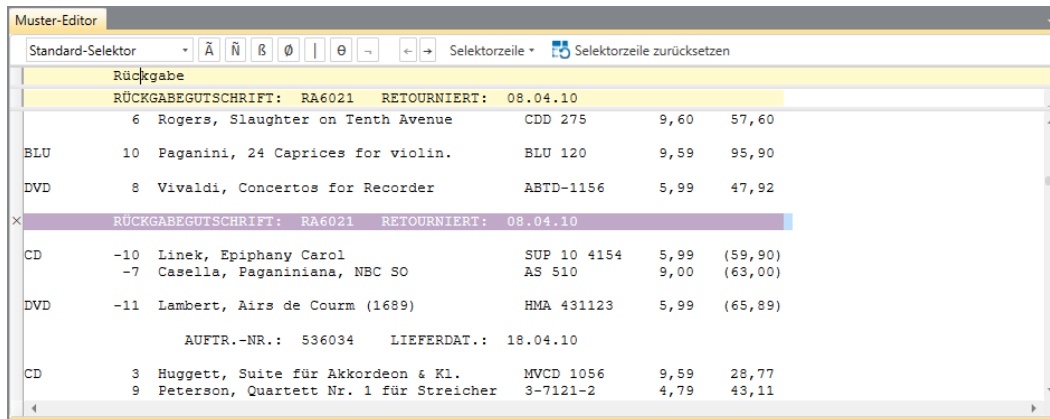 Muster-Editor
Standard-Selektor Ã Ñ ß Ø | θ ¬ ← → Selektorzeile Selektorzeile zurücksetzen
Rückgabe
RÜCKGABEGUTSCHRIFT: RA6021 RETOURNIERT: 08.04.10
6 Rogers, Slaughter on Tenth Avenue CDD 275 9,60 57,60
BLU 10 Paganini, 24 Caprices for violin. BLU 120 9,59 95,90
DVD 8 Vivaldi, Concertos for Recorder ABTD-1156 5,99 47,92
RÜCKGABEGUTSCHRIFT: RA6021 RETOURNIERT: 08.04.10
CD -10 Linek, Epiphany Carol SUP 10 4154 5,99 (59,90)
-7 Casella, Paganiniana, NBC SO AS 510 9,00 (63,00)
DVD -11 Lambert, Airs de Courm (1689) HMA 431123 5,99 (65,89)
AUFTR.-NR.: 536034 LIEFERDAT.: 18.04.10
CD 3 Huggett, Suite für Akkordeon & Kl. MVCD 1056 9,59 28,77
9 Peterson, Quartett Nr. 1 für Streicher 3-7121-2 4,79 43,11